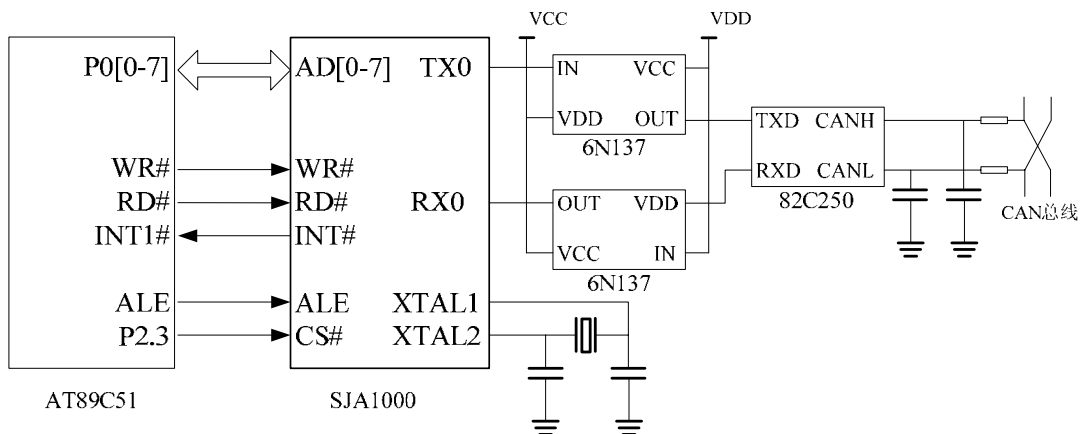 VCC VDD
P0[0-7] AD[0-7] TX0 IN VCC
VDD OUT TXD CANH
6N137
WR# WR# RXD CANL
82C250
RD# RD# RX0 OUT VDD
CAN总线
INT1# INT# VCC IN
6N137
ALE ALE XTAL1
P2.3 CS# XTAL2
AT89C51 SJA1000